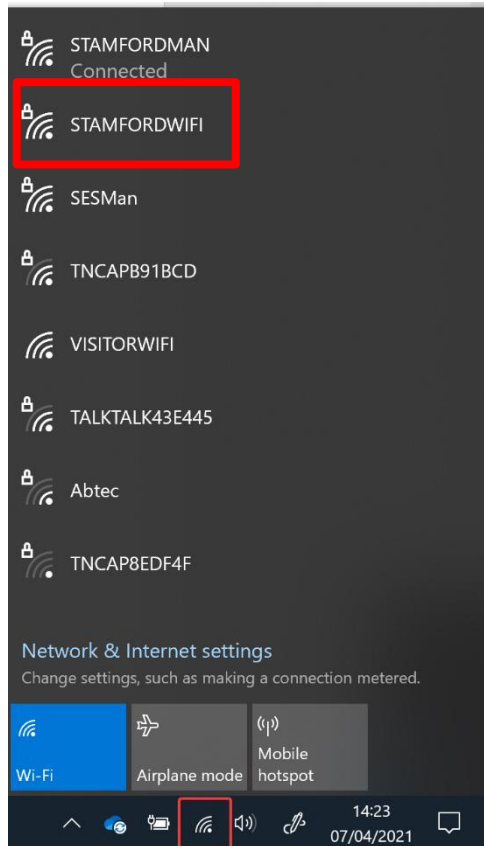 STAMFORDMAN
Connected
STAMFORDWIFI
SESMan
TNCAPB91BCD
VISITORWIFI
TALKTALK43E445
Abtec
TNCAP8EDF4F
Network & Internet settings
Change settings, such as making a connection metered.
Wi-Fi
Airplane mode
Mobile
hotspot
14:23
07/04/2021